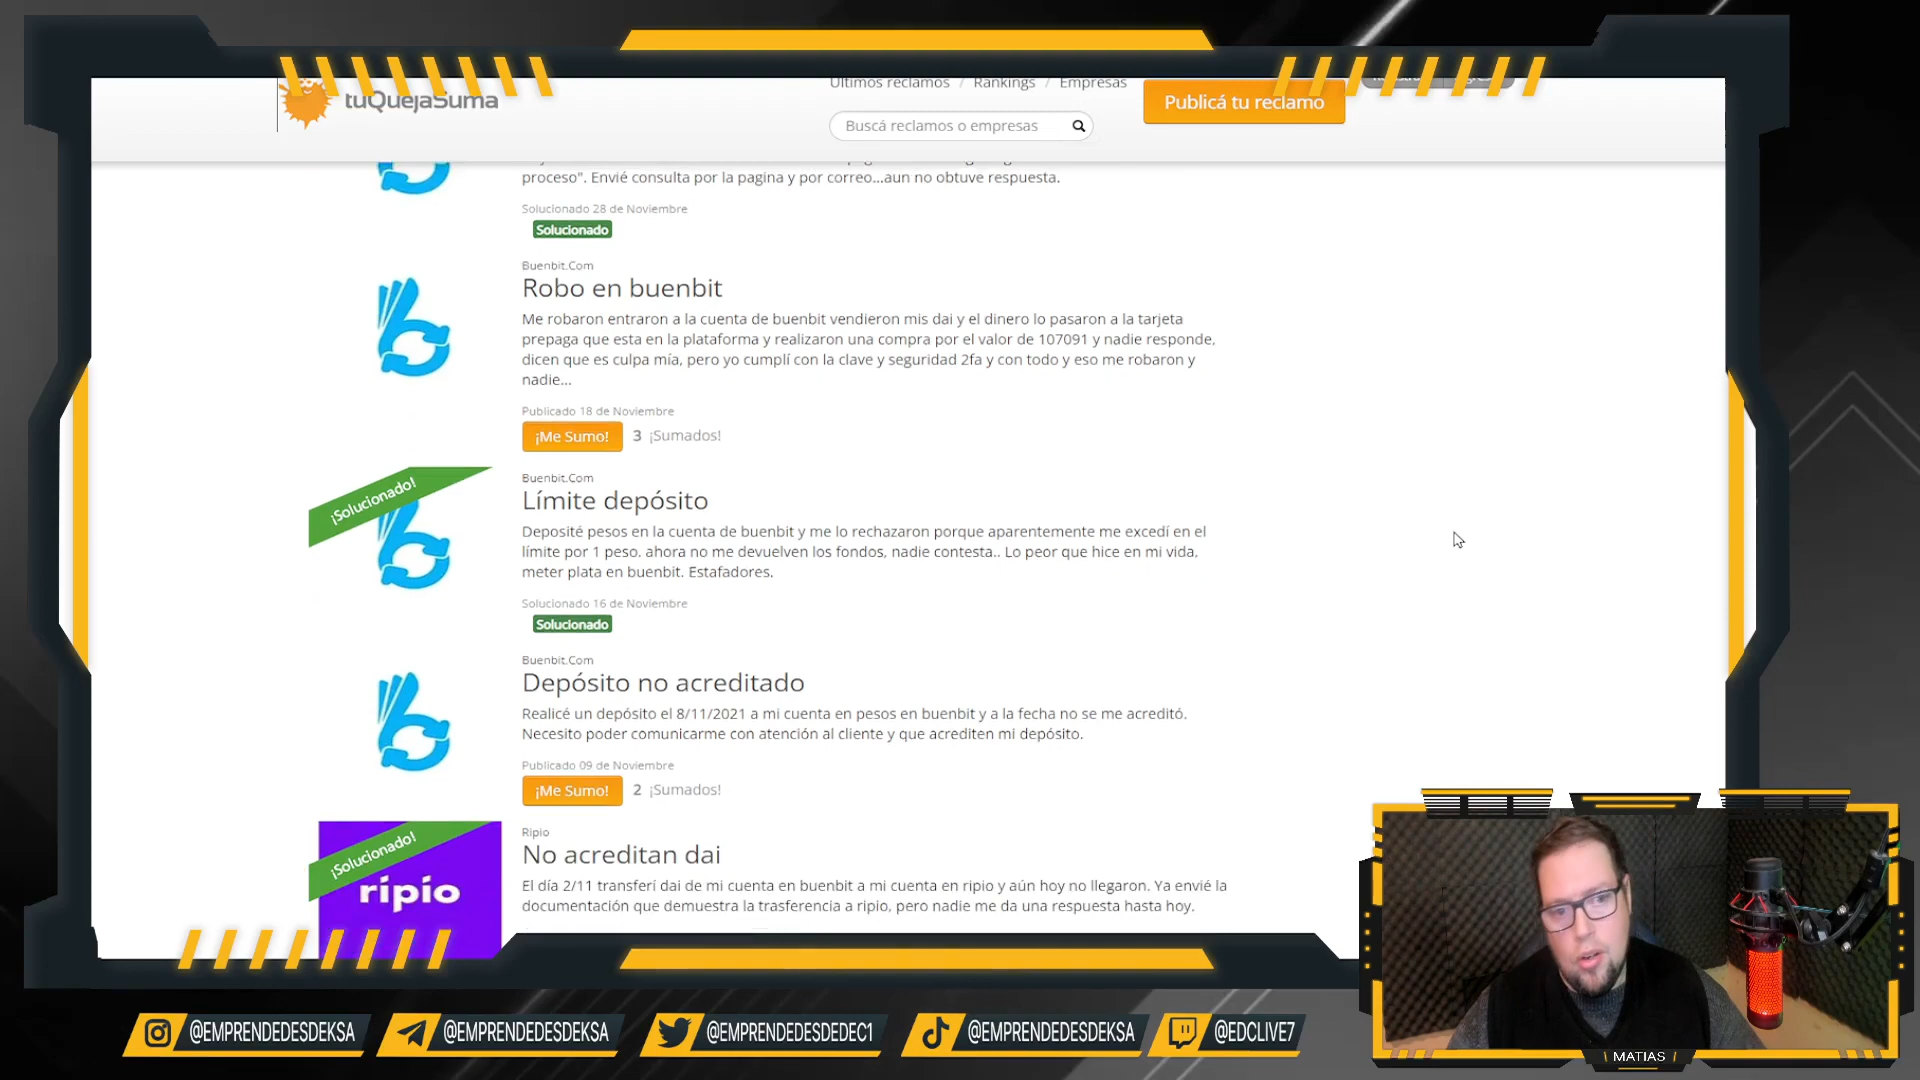 tuQuejaSuma
Últimos reclamos / Rankings / Empresas
Buscá reclamos o empresas
Publicá tu reclamo
proceso". Envié consulta por la pagina y por correo...aun no obtuve respuesta.
Solucionado 28 de Noviembre
Solucionado
Buenbit.Com
Robo en buenbit
Me robaron entraron a la cuenta de buenbit vendieron mis dai y el dinero lo pasaron a la tarjeta
prepaga que esta en la plataforma y realizaron una compra por el valor de 107091 y nadie responde,
dicen que es culpa mía, pero yo cumplí con la clave y seguridad 2fa y con todo y eso me robaron y
nadie...
Publicado 18 de Noviembre
¡Me Sumo! 3 ¡Sumados!
¡Solucionado!
Buenbit.Com
Límite depósito
Deposité pesos en la cuenta de buenbit y me lo rechazaron porque aparentemente me excedí en el
límite por 1 peso. ahora no me devuelven los fondos, nadie contesta.. Lo peor que hice en mi vida,
meter plata en buenbit. Estafadores.
Solucionado 16 de Noviembre
Solucionado
Buenbit.Com
Depósito no acreditado
Realicé un depósito el 8/11/2021 a mi cuenta en pesos en buenbit y a la fecha no se me acreditó.
Necesito poder comunicarme con atención al cliente y que acrediten mi depósito.
Publicado 09 de Noviembre
¡Me Sumo! 2 ¡Sumados!
¡Solucionado!
ripio
Ripio
No acreditan dai
El día 2/11 transferí dai de mi cuenta en buenbit a mi cuenta en ripio y aún hoy no llegaron. Ya envié la
documentación que demuestra la trasferencia a ripio, pero nadie me da una respuesta hasta hoy.
@EMPRENDEDESDEKSA
@EMPRENDEDESDEKSA
@EMPRENDEDESDEDEC1
@EMPRENDEDESDEKSA
@EDCLIVE7
MATIAS